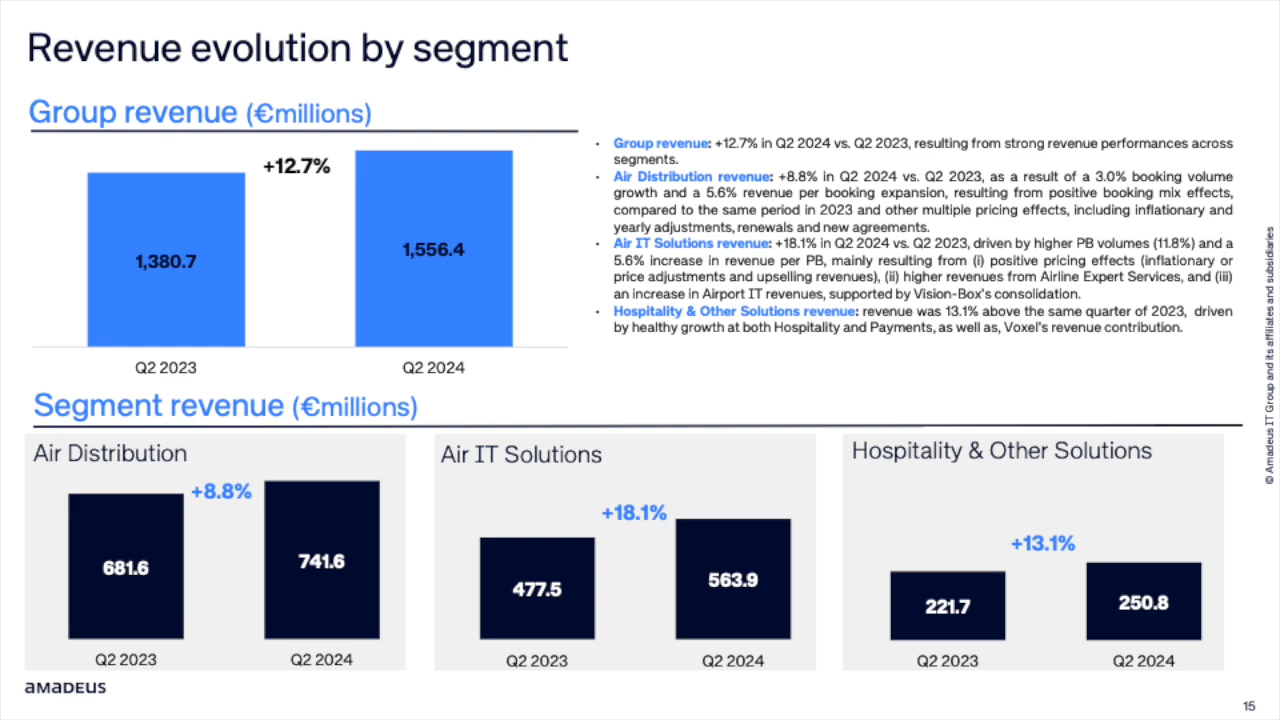 Revenue evolution by segment
Group revenue (€millions)
+12.7%
1,380.7
1,556.4
Q2 2023
Q2 2024
· Group revenue: +12.7% in Q2 2024 vs. Q2 2023, resulting from strong revenue performances across
segments.
· Air Distribution revenue: +8.8% in Q2 2024 vs. Q2 2023, as a result of a 3.0% booking volume
growth and a 5.6% revenue per booking expansion, resulting from positive booking mix effects,
compared to the same period in 2023 and other multiple pricing effects, including inflationary and
yearly adjustments, renewals and new agreements.
· Air IT Solutions revenue: +18.1% in Q2 2024 vs. Q2 2023, driven by higher PB volumes (11.8%) and a
5.6% increase in revenue per PB, mainly resulting from (i) positive pricing effects (inflationary or
price adjustments and upselling revenues), (ii) higher revenues from Airline Expert Services, and (iii)
an increase in Airport IT revenues, supported by Vision-Box's consolidation.
· Hospitality & Other Solutions revenue: revenue was 13.1% above the same quarter of 2023, driven
by healthy growth at both Hospitality and Payments, as well as, Voxel's revenue contribution.
Segment revenue (€millions)
Air Distribution
+8.8%
681.6
741.6
Q2 2023
Q2 2024
Air IT Solutions
+18.1%
477.5
563.9
Q2 2023
Q2 2024
Hospitality & Other Solutions
+13.1%
221.7
250.8
Q2 2023
Q2 2024
© Amadeus IT Group and its affiliates and subsidiaries
aMaDEUS
15